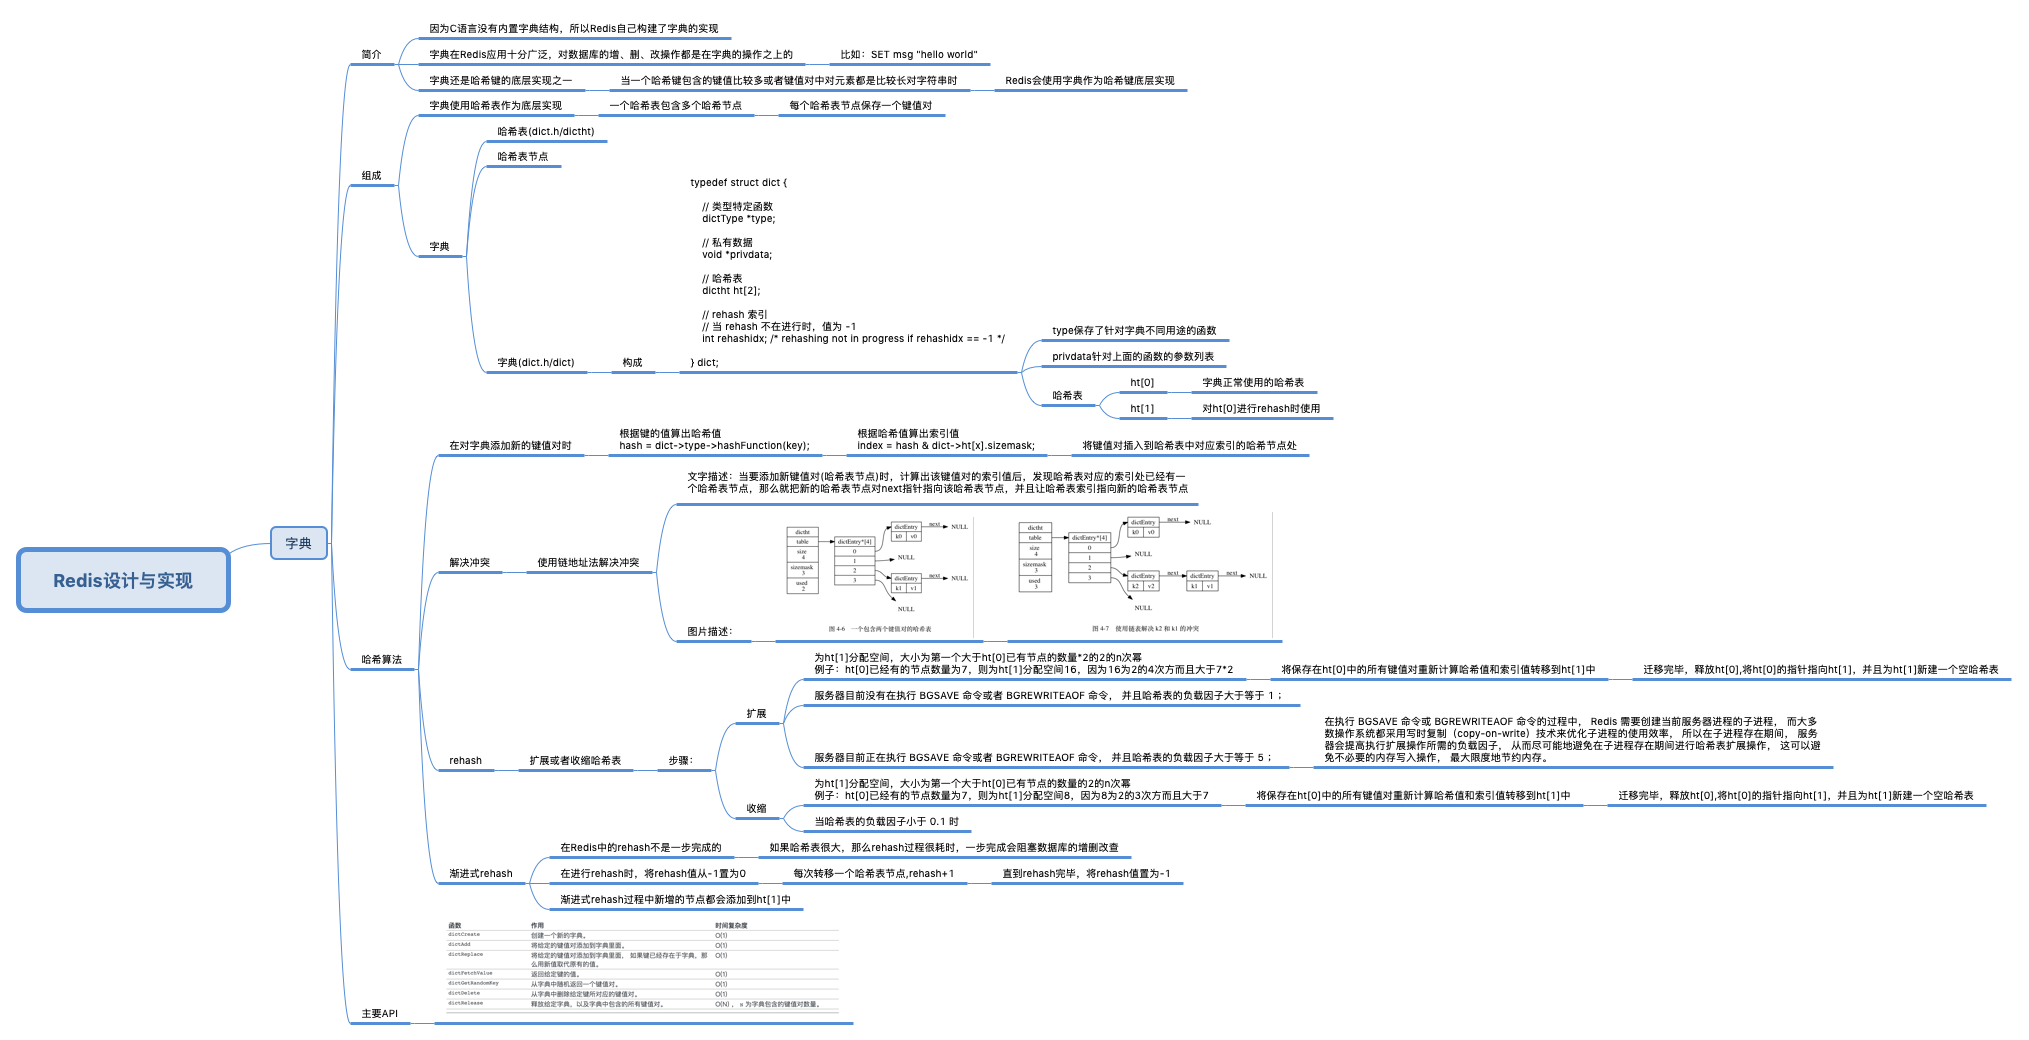 Redis设计与实现
字典
简介
因为C语言没有内置字典结构，所以Redis自己构建了字典的实现
字典在Redis应用十分广泛，对数据库的增、删、改操作都是在字典的操作之上的
比如：SET msg "hello world"
字典还是哈希键的底层实现之一
当一个哈希键包含的键值比较多或者键值对中对元素都是比较长对字符串时
Redis会使用字典作为哈希键底层实现
组成
字典使用哈希表作为底层实现
一个哈希表包含多个哈希节点
每个哈希表节点保存一个键值对
字典
哈希表(dict.h/dictht)
哈希表节点
字典(dict.h/dict)
构成
typedef struct dict {
// 类型特定函数
dictType *type;
// 私有数据
void *privdata;
// 哈希表
dictht ht[2];
// rehash 索引
// 当 rehash 不在进行时，值为 -1
int rehashidx; /* rehashing not in progress if rehashidx == -1 */
} dict;
type保存了针对字典不同用途的函数
privdata针对上面的函数的参数列表
哈希表
ht[0]
字典正常使用的哈希表
ht[1]
对ht[0]进行rehash时使用
哈希算法
在对字典添加新的键值对时
根据键的值算出哈希值
hash = dict->type->hashFunction(key);
根据哈希值算出索引值
index = hash & dict->ht[x].sizemask;
将键值对插入到哈希表中对应索引的哈希节点处
解决冲突
使用链地址法解决冲突
文字描述：当要添加新键值对(哈希表节点)时，计算出该键值对的索引值后，发现哈希表对应的索引处已经有一
个哈希表节点，那么就把新的哈希表节点对next指针指向该哈希表节点，并且让哈希表索引指向新的哈希表节点
图片描述：
dictht
table
size
4
sizemask
3
used
2
dictEntry*[4]
0
1
2
3
dictEntry
k0 v0
next
NULL
NULL
dictEntry
k1 v1
next
NULL
NULL
图 4-6 一个包含两个键值对的哈希表
dictht
table
size
4
sizemask
3
used
3
dictEntry*[4]
0
1
2
3
dictEntry
k0 v0
next
NULL
NULL
dictEntry
k2 v2
next
dictEntry
k1 v1
next
NULL
NULL
图 4-7 使用链表解决 k2 和 k1 的冲突
rehash
扩展或者收缩哈希表
步骤：
扩展
为ht[1]分配空间，大小为第一个大于ht[0]已有节点的数量*2的2的n次幂
例子：ht[0]已经有的节点数量为7，则为ht[1]分配空间16，因为16为2的4次方而且大于7*2
将保存在ht[0]中的所有键值对重新计算哈希值和索引值转移到ht[1]中
迁移完毕，释放ht[0],将ht[0]的指针指向ht[1]，并且为ht[1]新建一个空哈希表
服务器目前没有在执行 BGSAVE 命令或者 BGREWRITEAOF 命令， 并且哈希表的负载因子大于等于 1 ；
服务器目前正在执行 BGSAVE 命令或者 BGREWRITEAOF 命令， 并且哈希表的负载因子大于等于 5 ；
在执行 BGSAVE 命令或 BGREWRITEAOF 命令的过程中， Redis 需要创建当前服务器进程的子进程， 而大多
数操作系统都采用写时复制（copy-on-write）技术来优化子进程的使用效率， 所以在子进程存在期间， 服务
器会提高执行扩展操作所需的负载因子， 从而尽可能地避免在子进程存在期间进行哈希表扩展操作， 这可以避
免不必要的内存写入操作， 最大限度地节约内存。
收缩
为ht[1]分配空间，大小为第一个大于ht[0]已有节点的数量的2的n次幂
例子：ht[0]已经有的节点数量为7，则为ht[1]分配空间8，因为8为2的3次方而且大于7
将保存在ht[0]中的所有键值对重新计算哈希值和索引值转移到ht[1]中
迁移完毕，释放ht[0],将ht[0]的指针指向ht[1]，并且为ht[1]新建一个空哈希表
当哈希表的负载因子小于 0.1 时
渐进式rehash
在Redis中的rehash不是一步完成的
如果哈希表很大，那么rehash过程很耗时，一步完成会阻塞数据库的增删改查
在进行rehash时，将rehash值从-1置为0
每次转移一个哈希表节点,rehash+1
直到rehash完毕，将rehash值置为-1
渐进式rehash过程中新增的节点都会添加到ht[1]中
主要API
函数 作用 时间复杂度
dictCreate 创建一个新的字典。 O(1)
dictAdd 将给定的键值对添加到字典里面。 O(1)
dictReplace 将给定的键值对添加到字典里面， 如果键已经存在于字典，那 O(1)
么用新值取代原有的值。
dictFetchValue 返回给定键的值。 O(1)
dictGetRandomKey 从字典中随机返回一个键值对。 O(1)
dictDelete 从字典中删除给定键所对应的键值对。 O(1)
dictRelease 释放给定字典，以及字典中包含的所有键值对。 O(N) ， N 为字典包含的键值对数量。